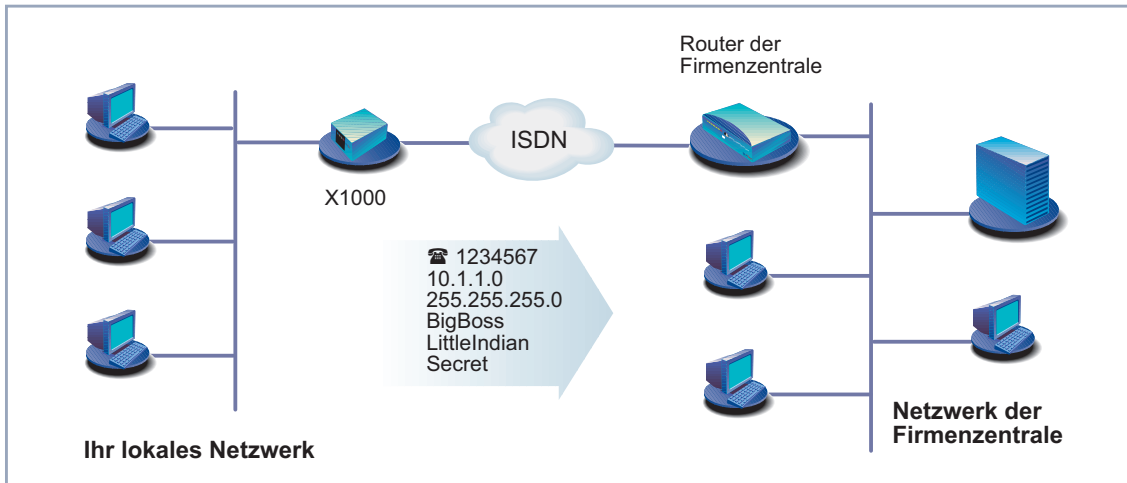 Router der
Firmenzentrale
ISDN
X1000
☎ 1234567
10.1.1.0
255.255.255.0
BigBoss
LittleIndian
Secret
Ihr lokales Netzwerk
Netzwerk der
Firmenzentrale